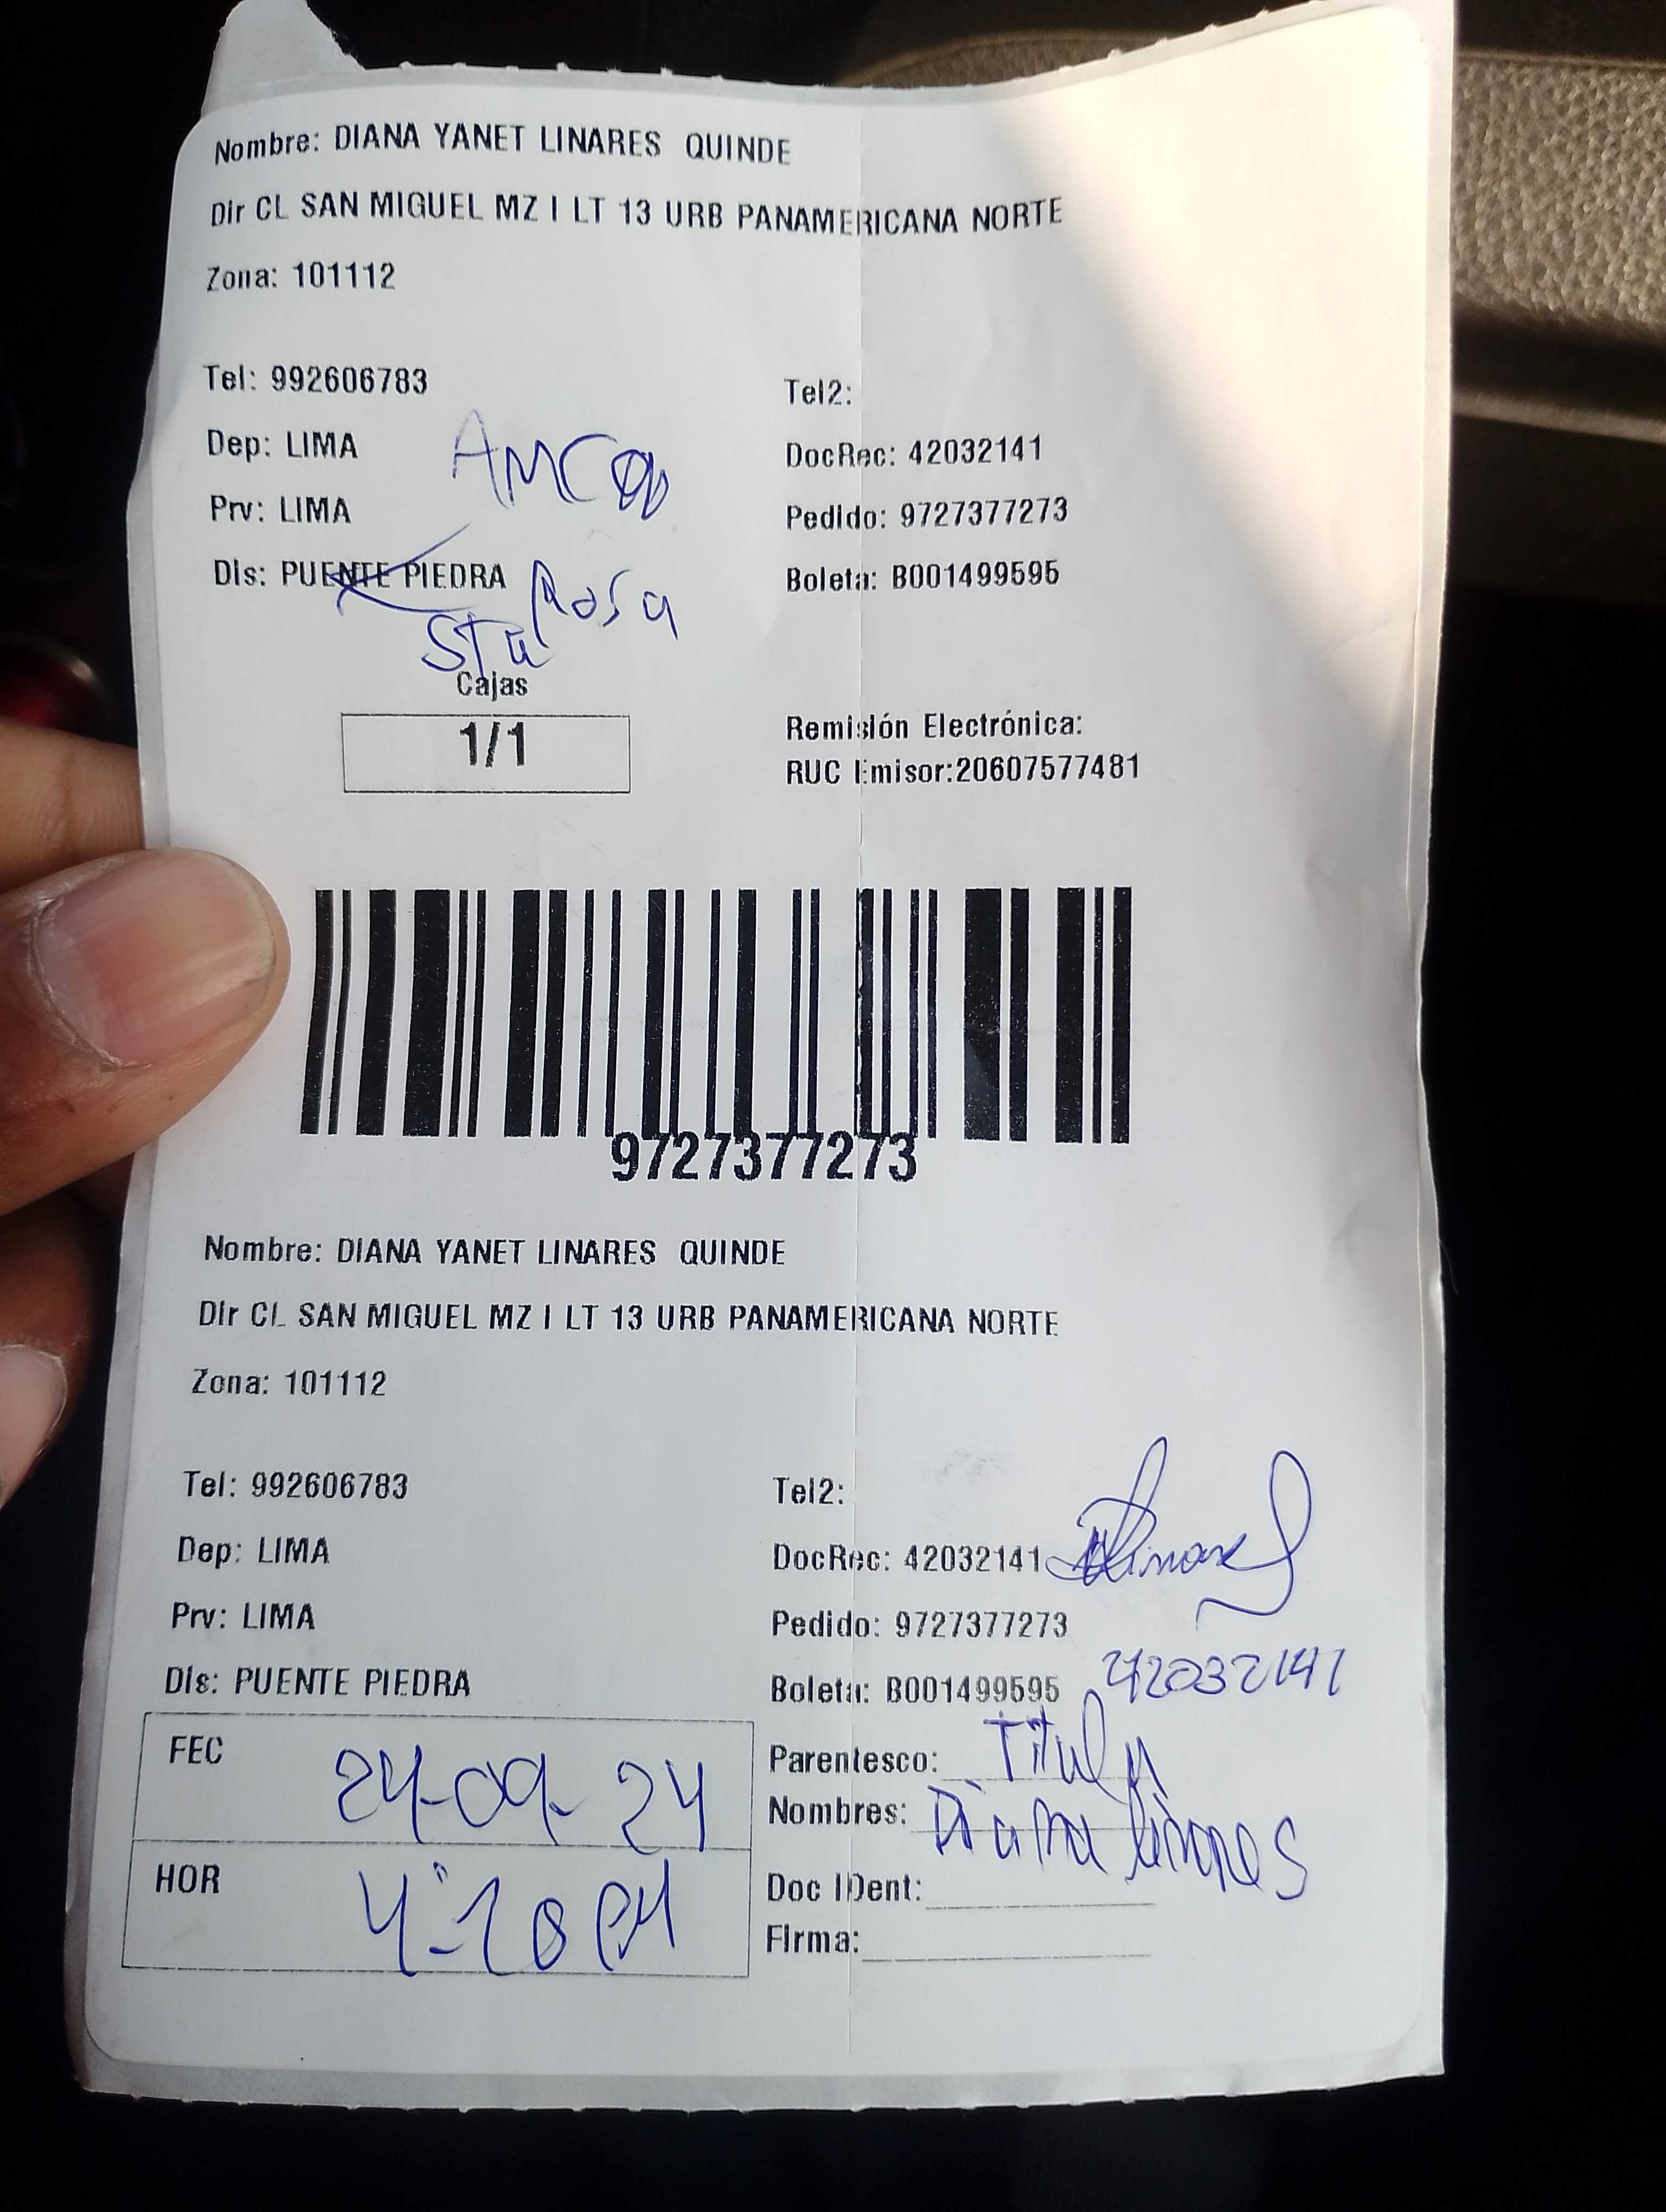 Nombre: DIANA YANET LINARES QUINDE
Dir CL SAN MIGUEL MZ I LT 13 URB PANAMERICANA NORTE
Zona: 101112
Tel: 992606783
Tel2:
Dep: LIMA
DocRec: 42032141
Prv: LIMA
Pedido: 9727377273
Dis: PUENTE PIEDRA
Boleta: B001499595
Sta Rosa
Cajas
1/1
Remisión Electrónica:
RUC Emisor:20607577481
9727377273
Nombre: DIANA YANET LINARES QUINDE
Dir CL SAN MIGUEL MZ I LT 13 URB PANAMERICANA NORTE
Zona: 101112
Tel: 992606783
Tel2:
Dep: LIMA
DocRec: 42032141
Prv: LIMA
Pedido: 9727377273
Dis: PUENTE PIEDRA
Boleta: B001499595
42032141
FEC 24-09-24
Parentesco: Titular
Nombres: Diana Linares
HOR
Doc IDent:
Firma: